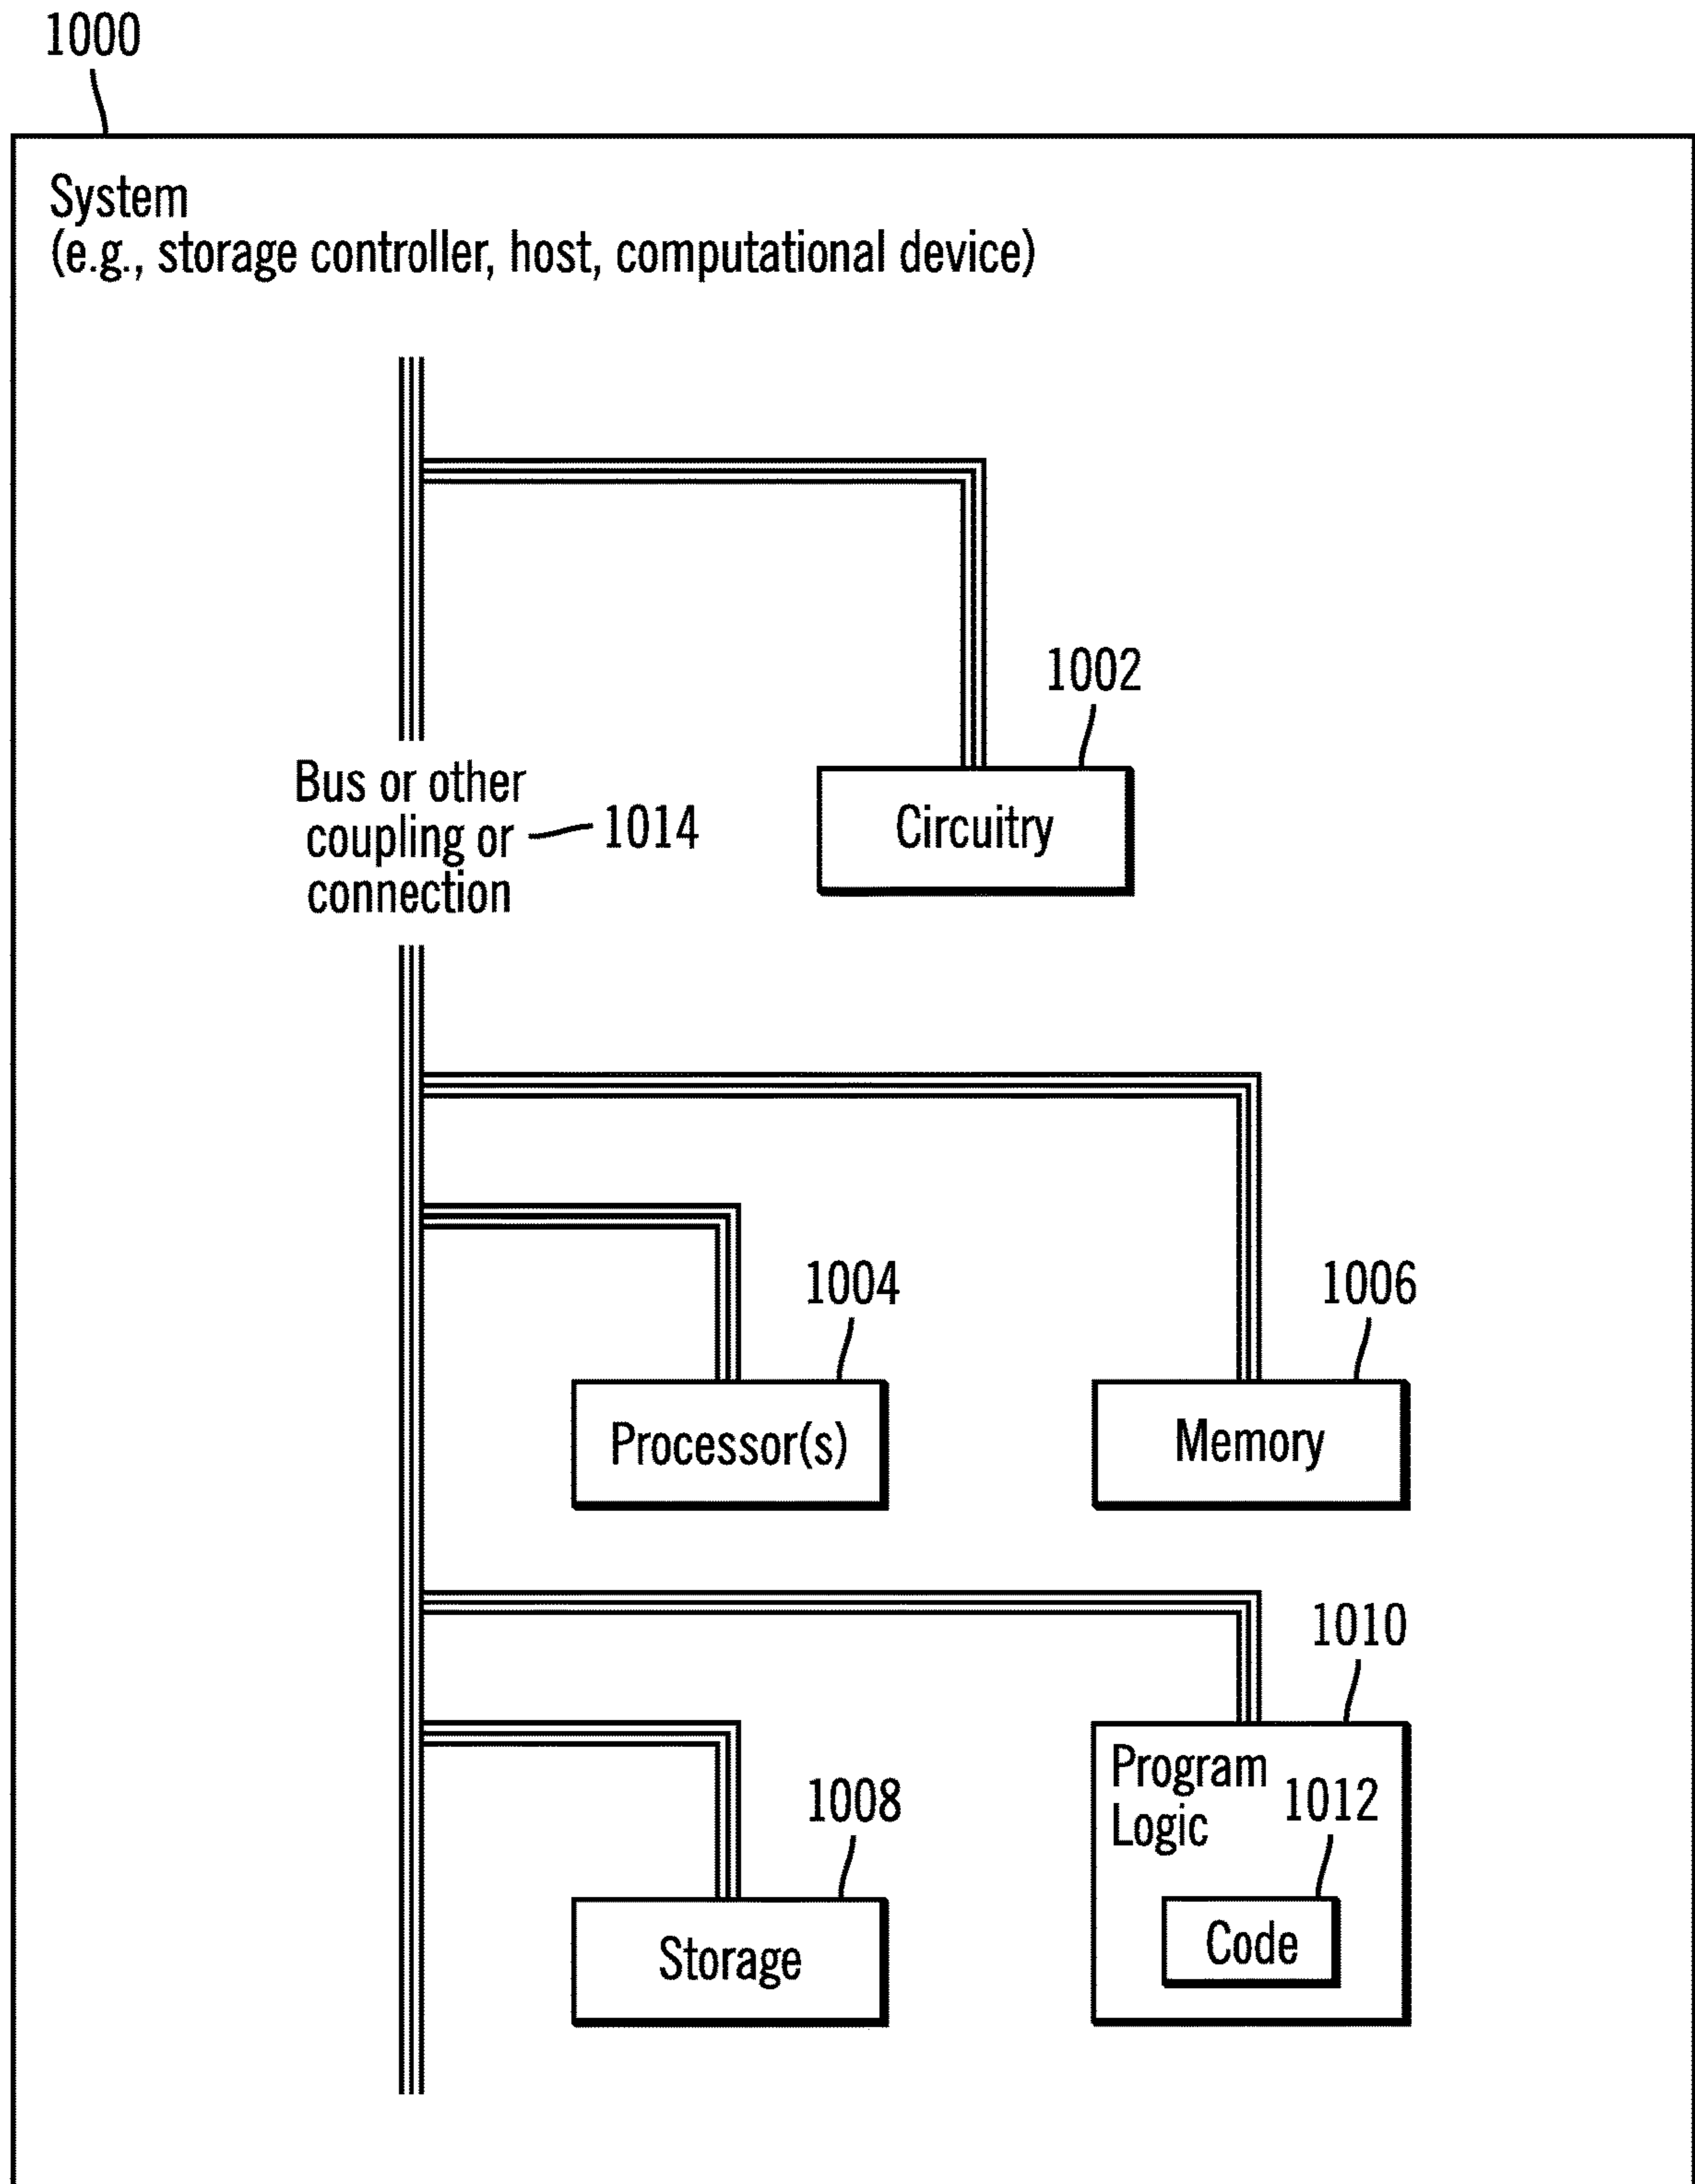 1000
System
(e.g., storage controller, host, computational device)
1002
Bus or other
coupling or
connection
1014
Circuitry
1004
1006
Processor(s)
Memory
1010
Program
Logic
1012
1008
Code
Storage